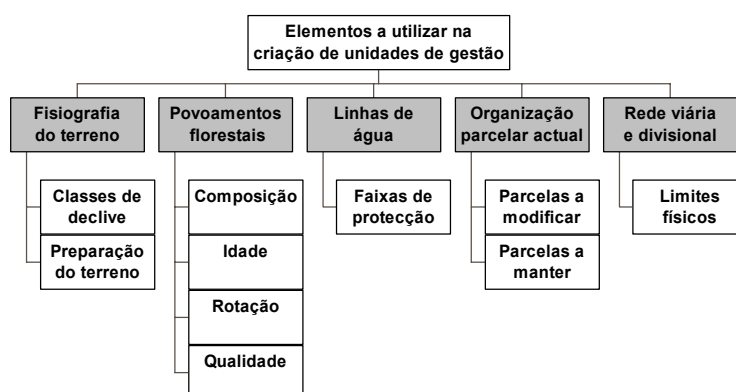 Elementos a utilizar na
criação de unidades de gestão
Fisiografia
do terreno
Povoamentos
florestais
Linhas de
água
Organização
parcelar actual
Rede viária
e divisional
Classes de
declive
Preparação
do terreno
Composição
Idade
Rotação
Qualidade
Faixas de
protecção
Parcelas a
modificar
Parcelas a
manter
Limites
físicos